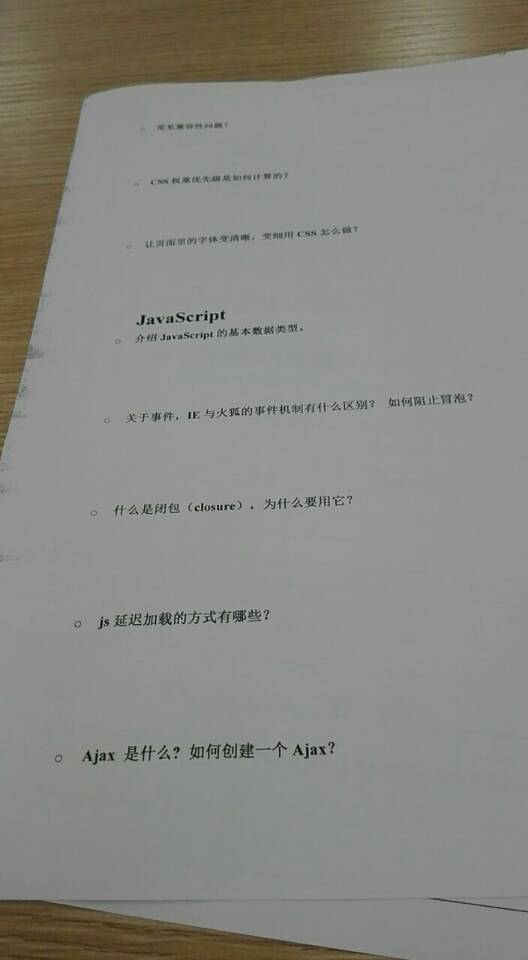 ○ 常见兼容性问题？
○ CSS 权重优先级是如何计算的？
○ 让页面里的字体变清晰，变细用 CSS 怎么做？
JavaScript
○ 介绍 JavaScript 的基本数据类型。
○ 关于事件，IE 与火狐的事件机制有什么区别？ 如何阻止冒泡？
○ 什么是闭包（closure），为什么要用它？
○ js 延迟加载的方式有哪些？
○ Ajax 是什么? 如何创建一个 Ajax？